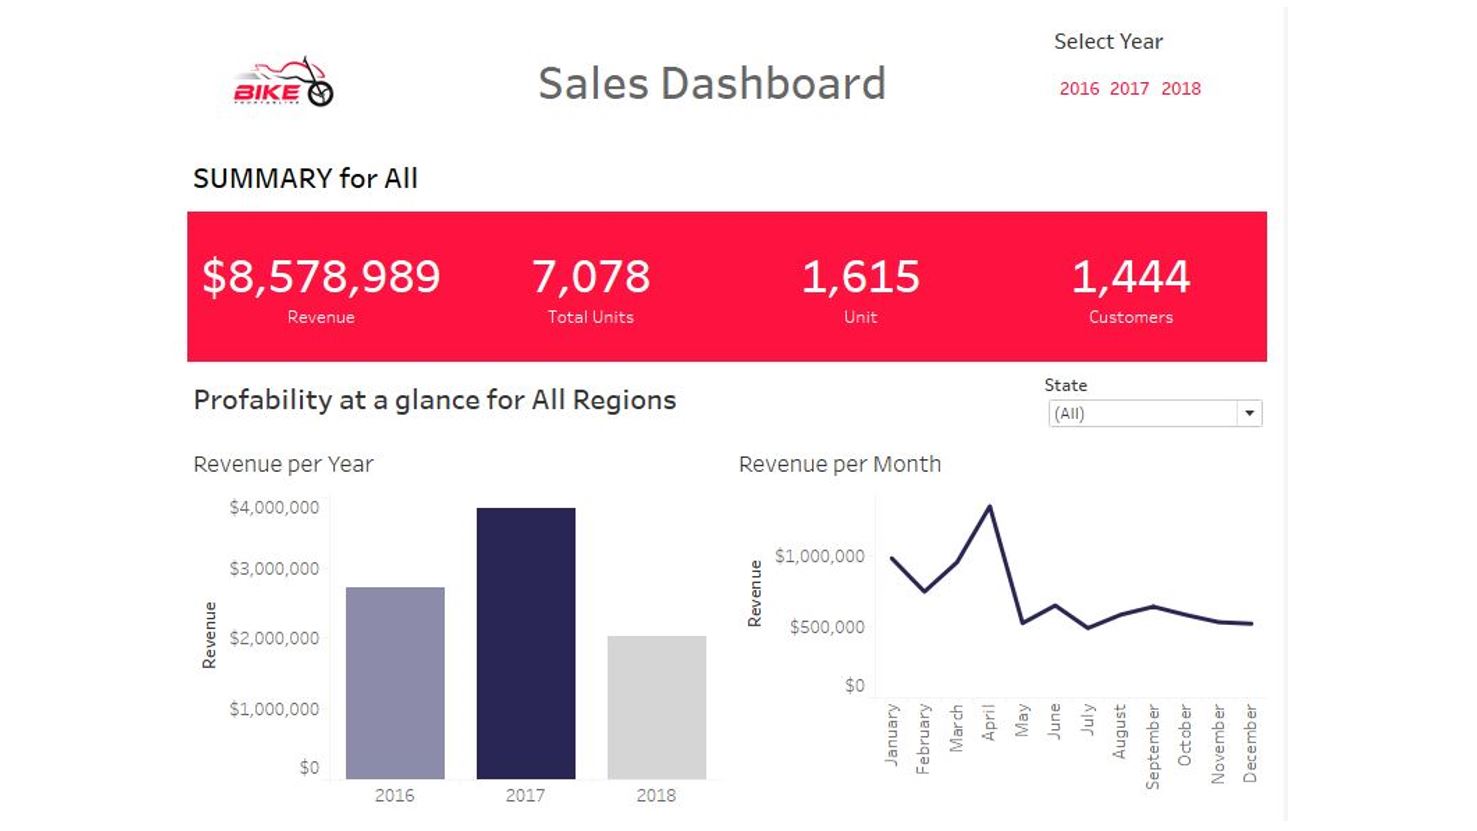 Select Year
BIKE
Sales Dashboard
2016 2017 2018
SUMMARY for All
$8,578,989 7,078 1,615 1,444
Revenue Total Units Unit Customers
Profability at a glance for All Regions
State
(All)
Revenue per Year
$4,000,000
$3,000,000
$2,000,000
$1,000,000
$0
Revenue
2016 2017 2018
Revenue per Month
$1,000,000
$500,000
$0
Revenue
January
February
March
April
May
June
July
August
September
October
November
December